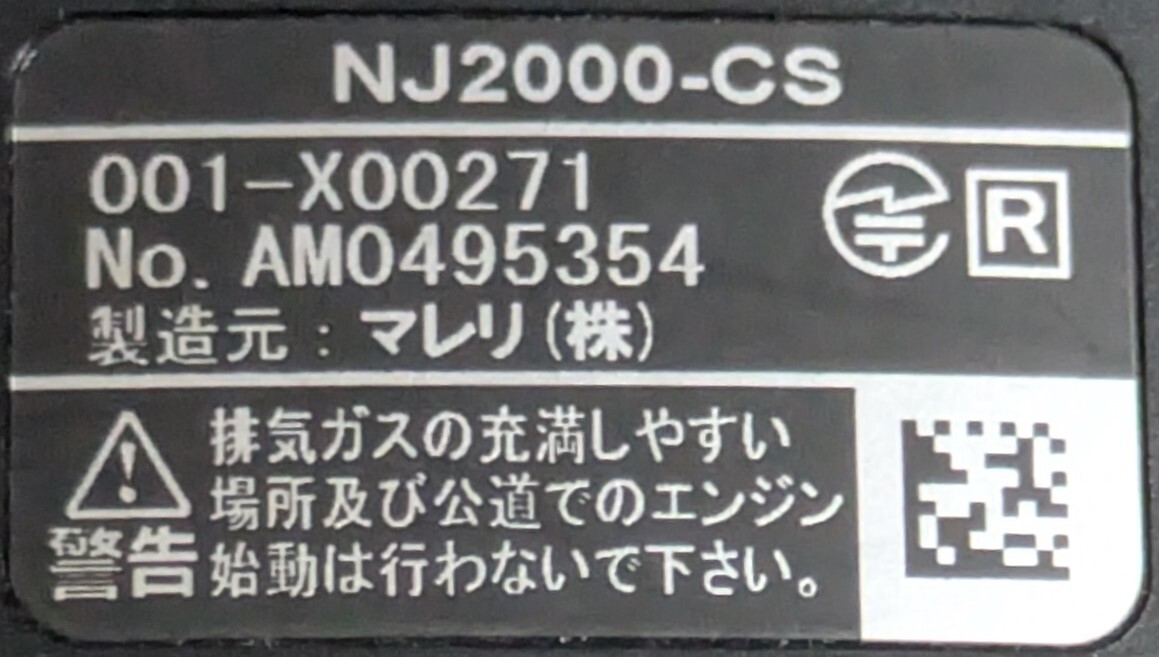 NJ2000-CS
001-X00271
R
No. AM0495354
製造元：マレリ(株)
排気ガスの充満しやすい
場所及び公道でのエンジン
警告 始動は行わないで下さい。